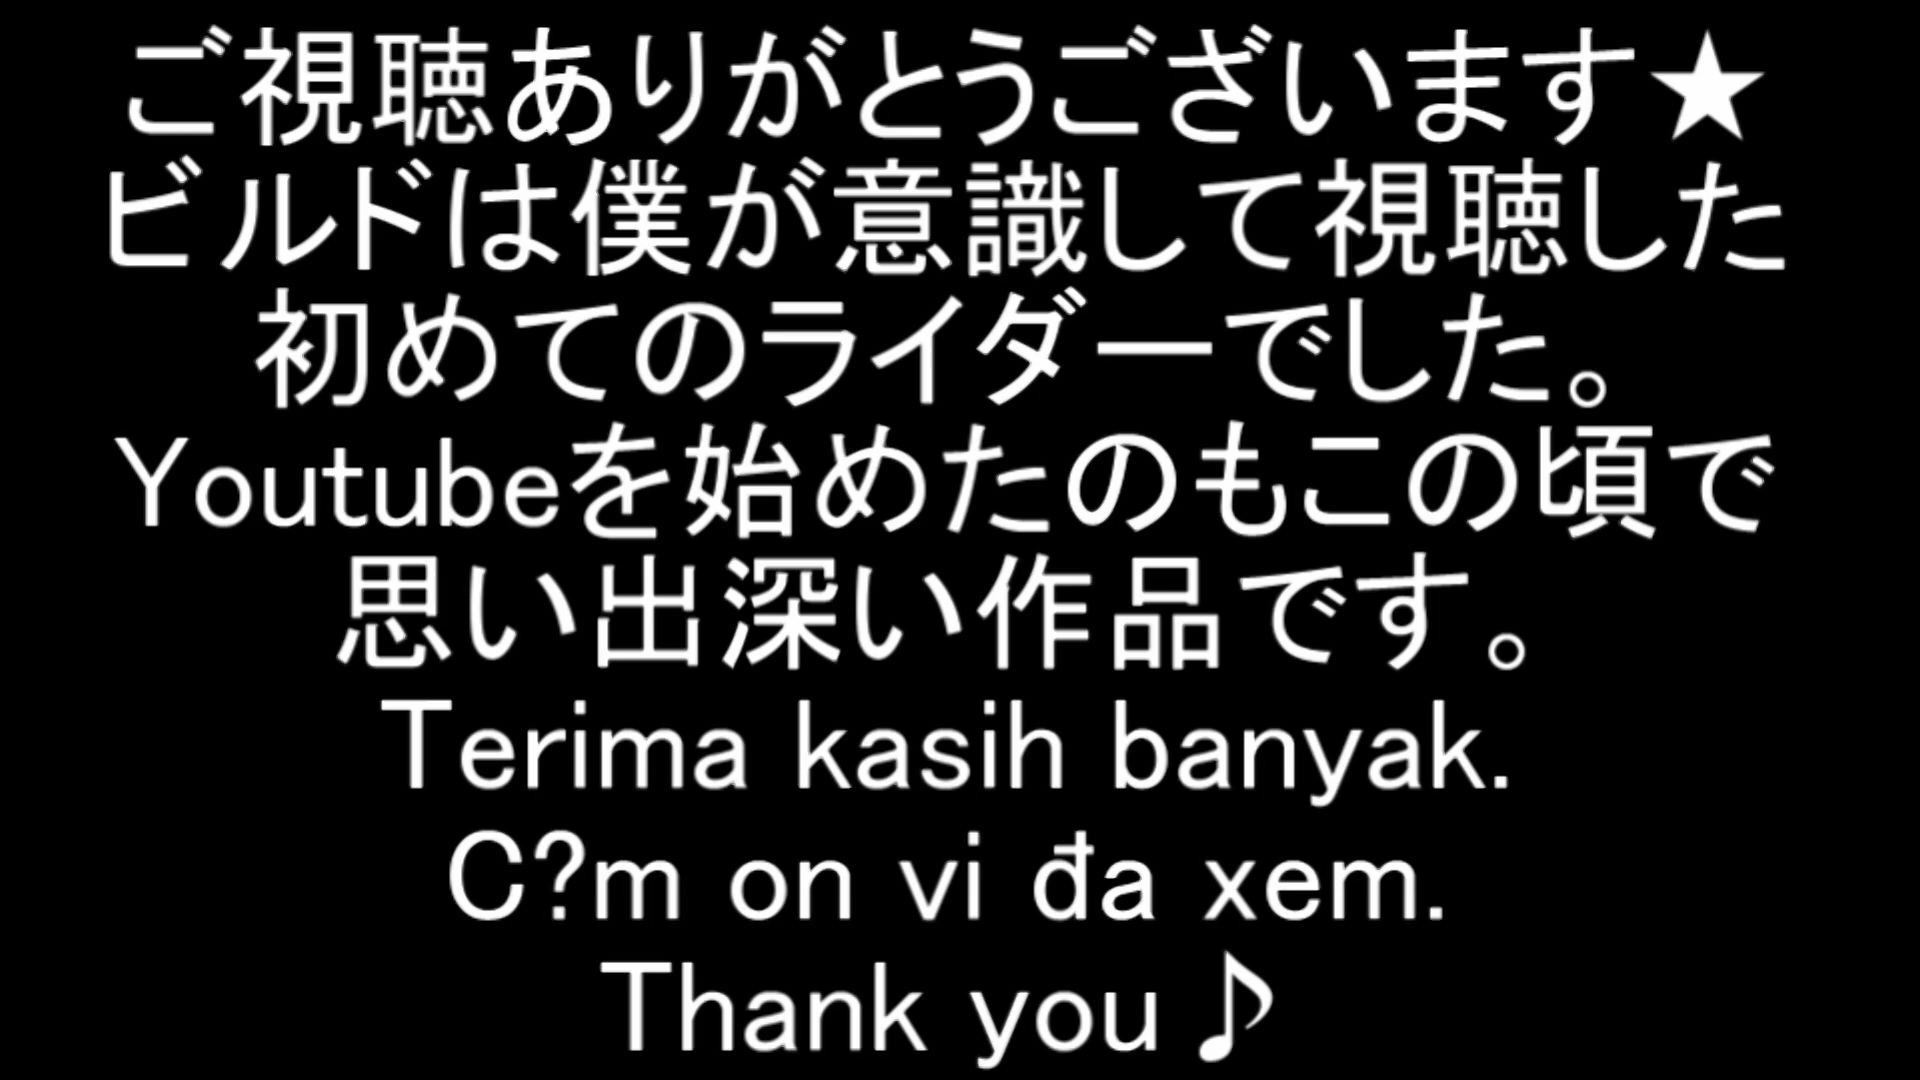 ご視聴ありがとうございます★
ビルドは僕が意識して視聴した
初めてのライダーでした。
Youtubeを始めたのもこの頃で
思い出深い作品です。
Terima kasih banyak.
C?m on vi đa xem.
Thank you♪